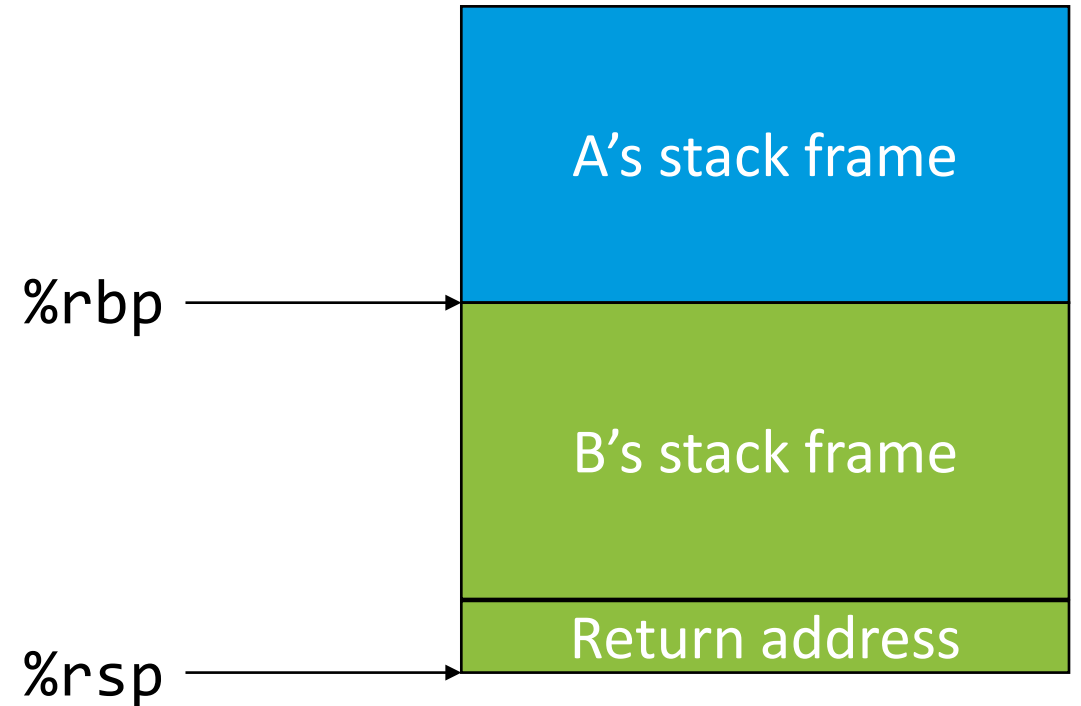 A’s stack frame
%rbp
B’s stack frame
Return address
%rsp